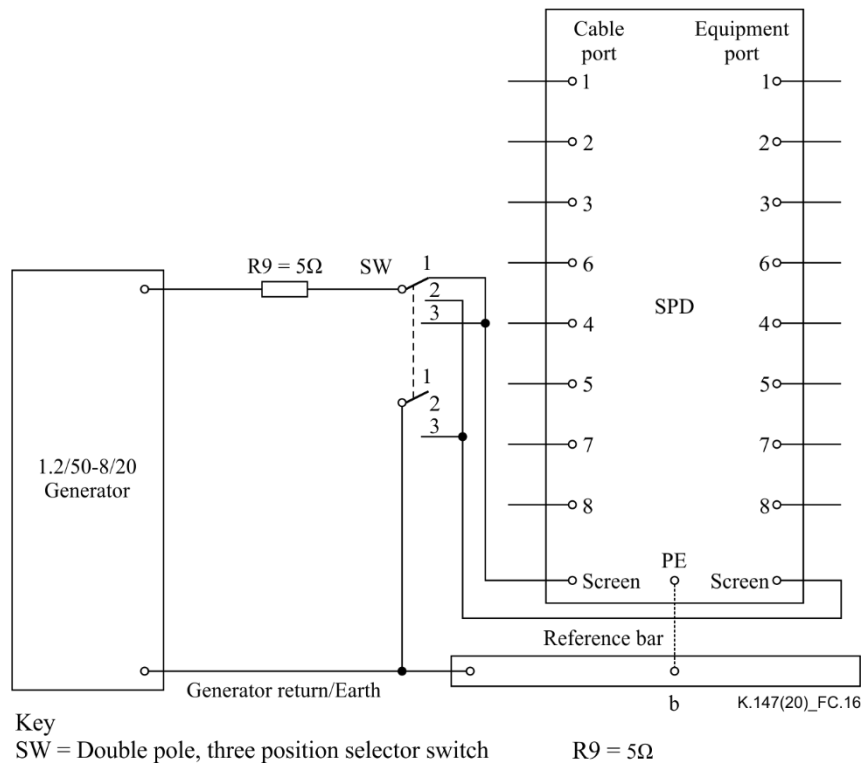 Cable port
Equipment port
1
1
2
2
3
3
6
6
R9 = 5Ω
SW
1
2
3
4
SPD
4
5
5
1
2
3
7
7
1.2/50-8/20
Generator
8
8
Screen
PE
Screen
Reference bar
Generator return/Earth
b
K.147(20)_FC.16
Key
SW = Double pole, three position selector switch
R9 = 5Ω